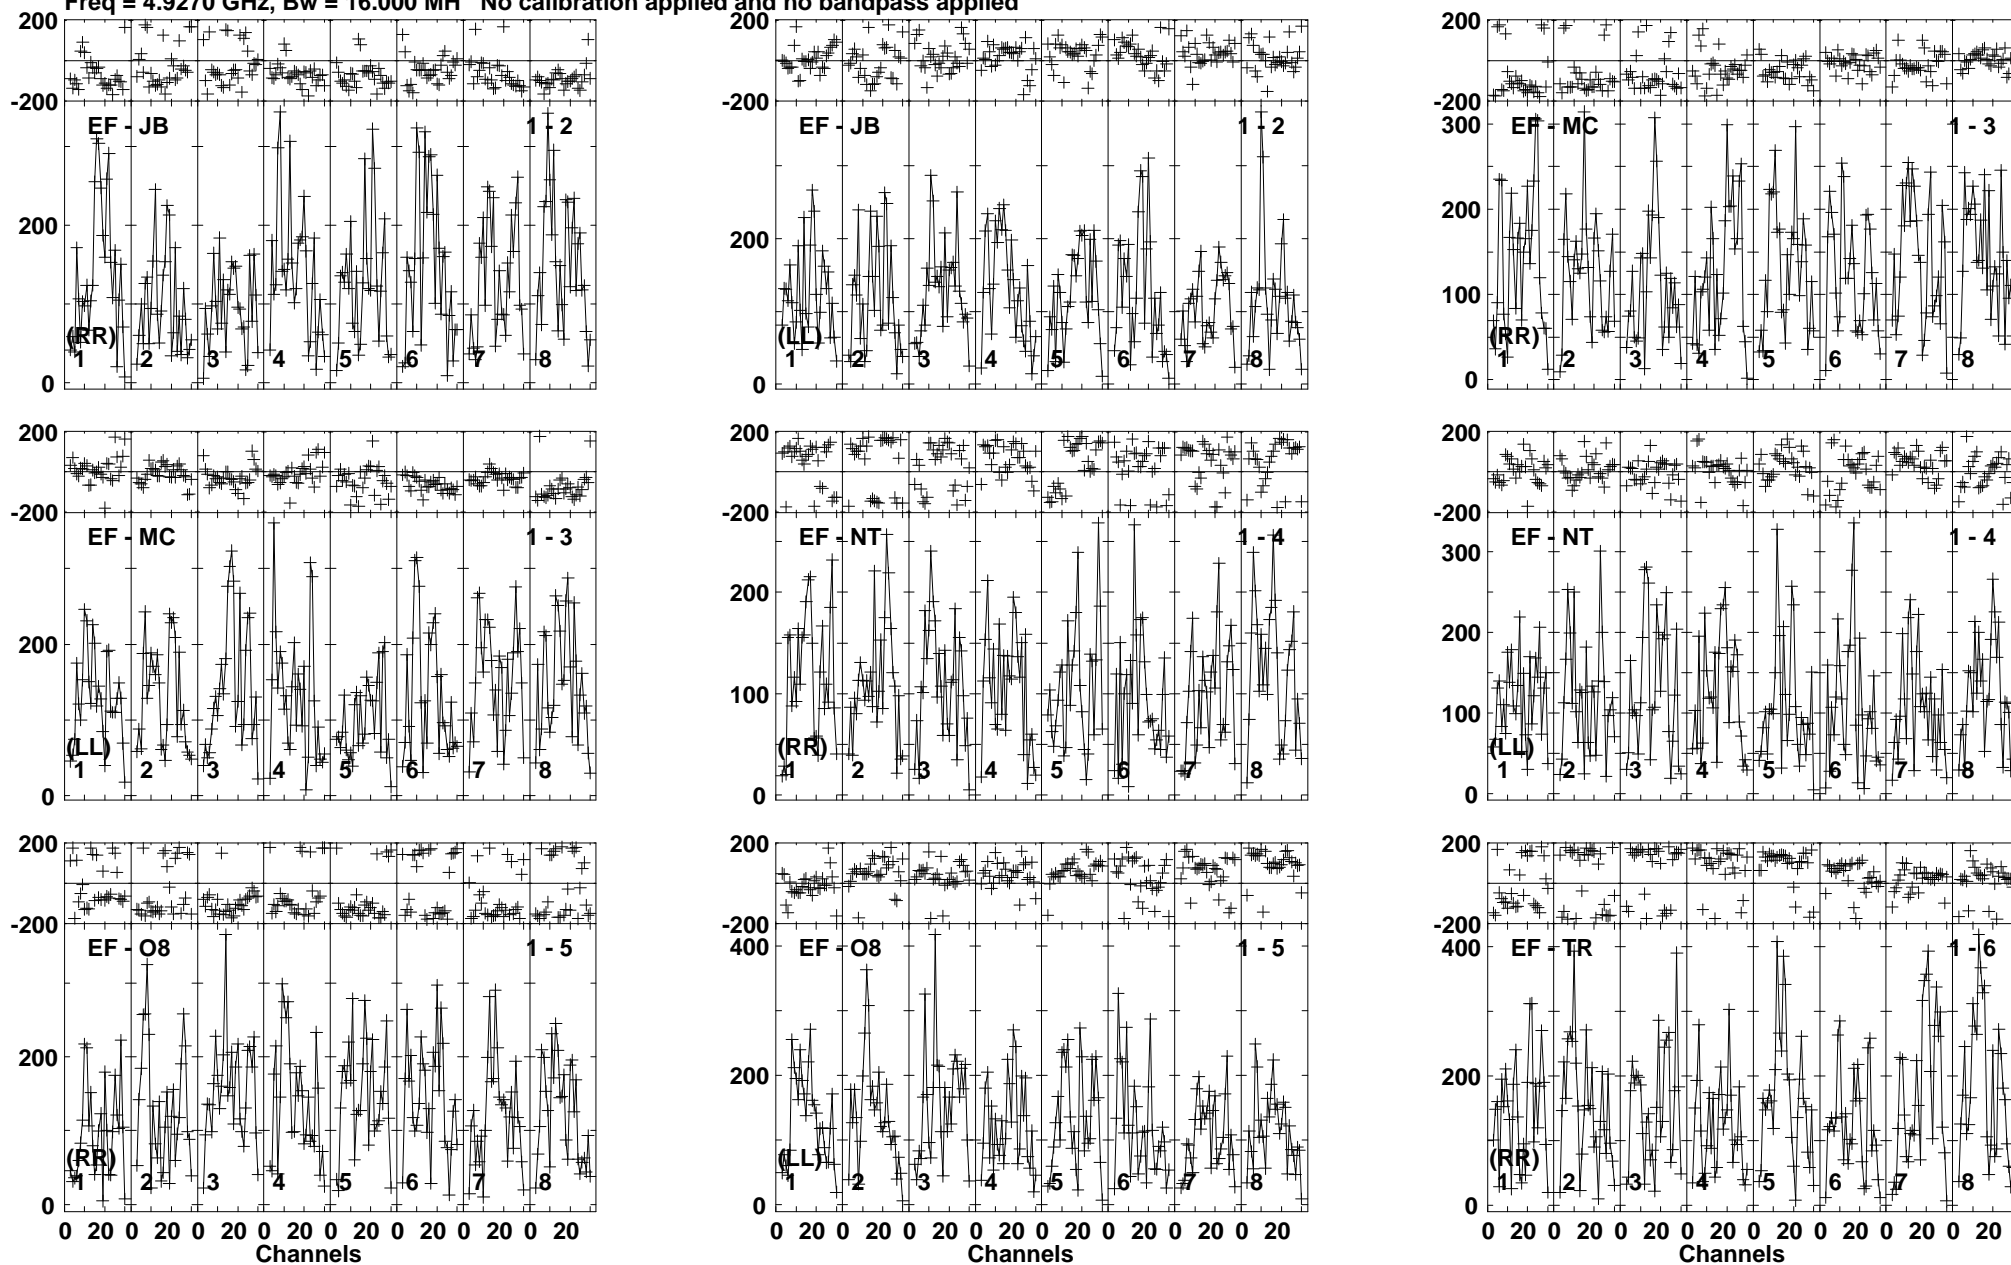 Freq = 4.9270 GHz, Bw = 16.000 MH No calibration applied and no bandpass applied
200 200 200
-200 -200 -200
EF - JB 1 - 2 EF - JB 1 - 2 300 EF - MC 1 - 3
200 200 200
100
(RR) (LL) (RR)
1 2 3 4 5 6 7 8 1 2 3 4 5 6 7 8 1 2 3 4 5 6 7 8
0 0 0
200 200 200
-200 -200 -200
EF - MC 1 - 3 EF - NT 1 - 4 EF - NT 1 - 4
300
200 200 200
100 100
(LL) (RR) (LL)
1 2 3 4 5 6 7 8 1 2 3 4 5 6 7 8 1 2 3 4 5 6 7 8
0 0 0
200 200 200
-200 -200 -200
EF - O8 1 - 5 400 EF - O8 1 - 5 400 EF - TR 1 - 6
200 200 200
(RR) (LL) (RR)
1 2 3 4 5 6 7 8 1 2 3 4 5 6 7 8 1 2 3 4 5 6 7 8
0 0 0
0 20 0 20 0 20 0 20 0 20 0 20 0 20 0 20 0 20 0 20 0 20 0 20 0 20 0 20 0 20 0 20 0 20 0 20 0 20 0 20 0 20 0 20 0 20 0 20
Channels Channels Channels